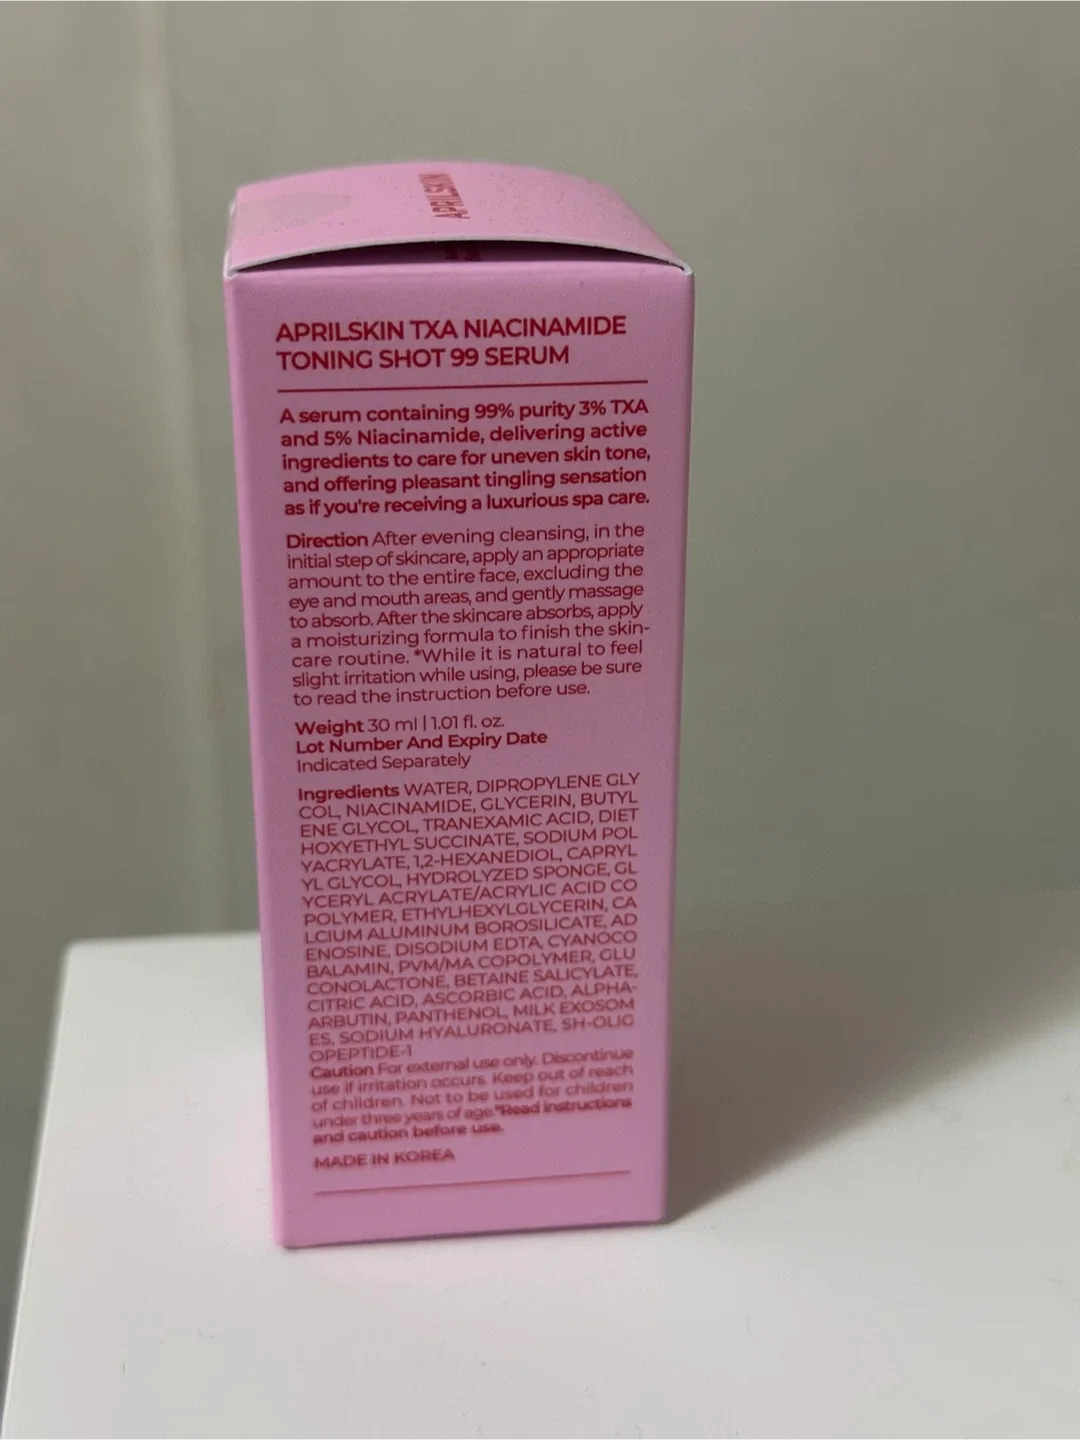 APRILSKIN
APRILSKIN TXA NIACINAMIDE
TONING SHOT 99 SERUM
A serum containing 99% purity 3% TXA
and 5% Niacinamide, delivering active
ingredients to care for uneven skin tone,
and offering pleasant tingling sensation
as if you're receiving a luxurious spa care.
Direction After evening cleansing, in the
initial step of skincare, apply an appropriate
amount to the entire face, excluding the
eye and mouth areas, and gently massage
to absorb. After the skincare absorbs, apply
a moisturizing formula to finish the skin-
care routine. *While it is natural to feel
slight irritation while using, please be sure
to read the instruction before use.
Weight 30 ml | 1.01 fl. oz.
Lot Number And Expiry Date
Indicated Separately
Ingredients WATER, DIPROPYLENE GLY
COL, NIACINAMIDE, GLYCERIN, BUTYL
ENE GLYCOL, TRANEXAMIC ACID, DIET
HOXYETHYL SUCCINATE, SODIUM POL
YACRYLATE, 1,2-HEXANEDIOL, CAPRYL
YL GLYCOL, HYDROLYZED SPONGE, GL
YCERYL ACRYLATE/ACRYLIC ACID CO
POLYMER, ETHYLHEXYLGLYCERIN, CA
LCIUM ALUMINUM BOROSILICATE, AD
ENOSINE, DISODIUM EDTA, CYANOCO
BALAMIN, PVM/MA COPOLYMER, GLU
CONOLACTONE, BETAINE SALICYLATE,
CITRIC ACID, ASCORBIC ACID, ALPHA-
ARBUTIN, PANTHENOL, MILK EXOSOM
ES, SODIUM HYALURONATE, SH-OLIG
OPEPTIDE-1
Caution For external use only. Discontinue
use if irritation occurs. Keep out of reach
of children. Not to be used for children
under three years of age.*Read instructions
and caution before use.
MADE IN KOREA